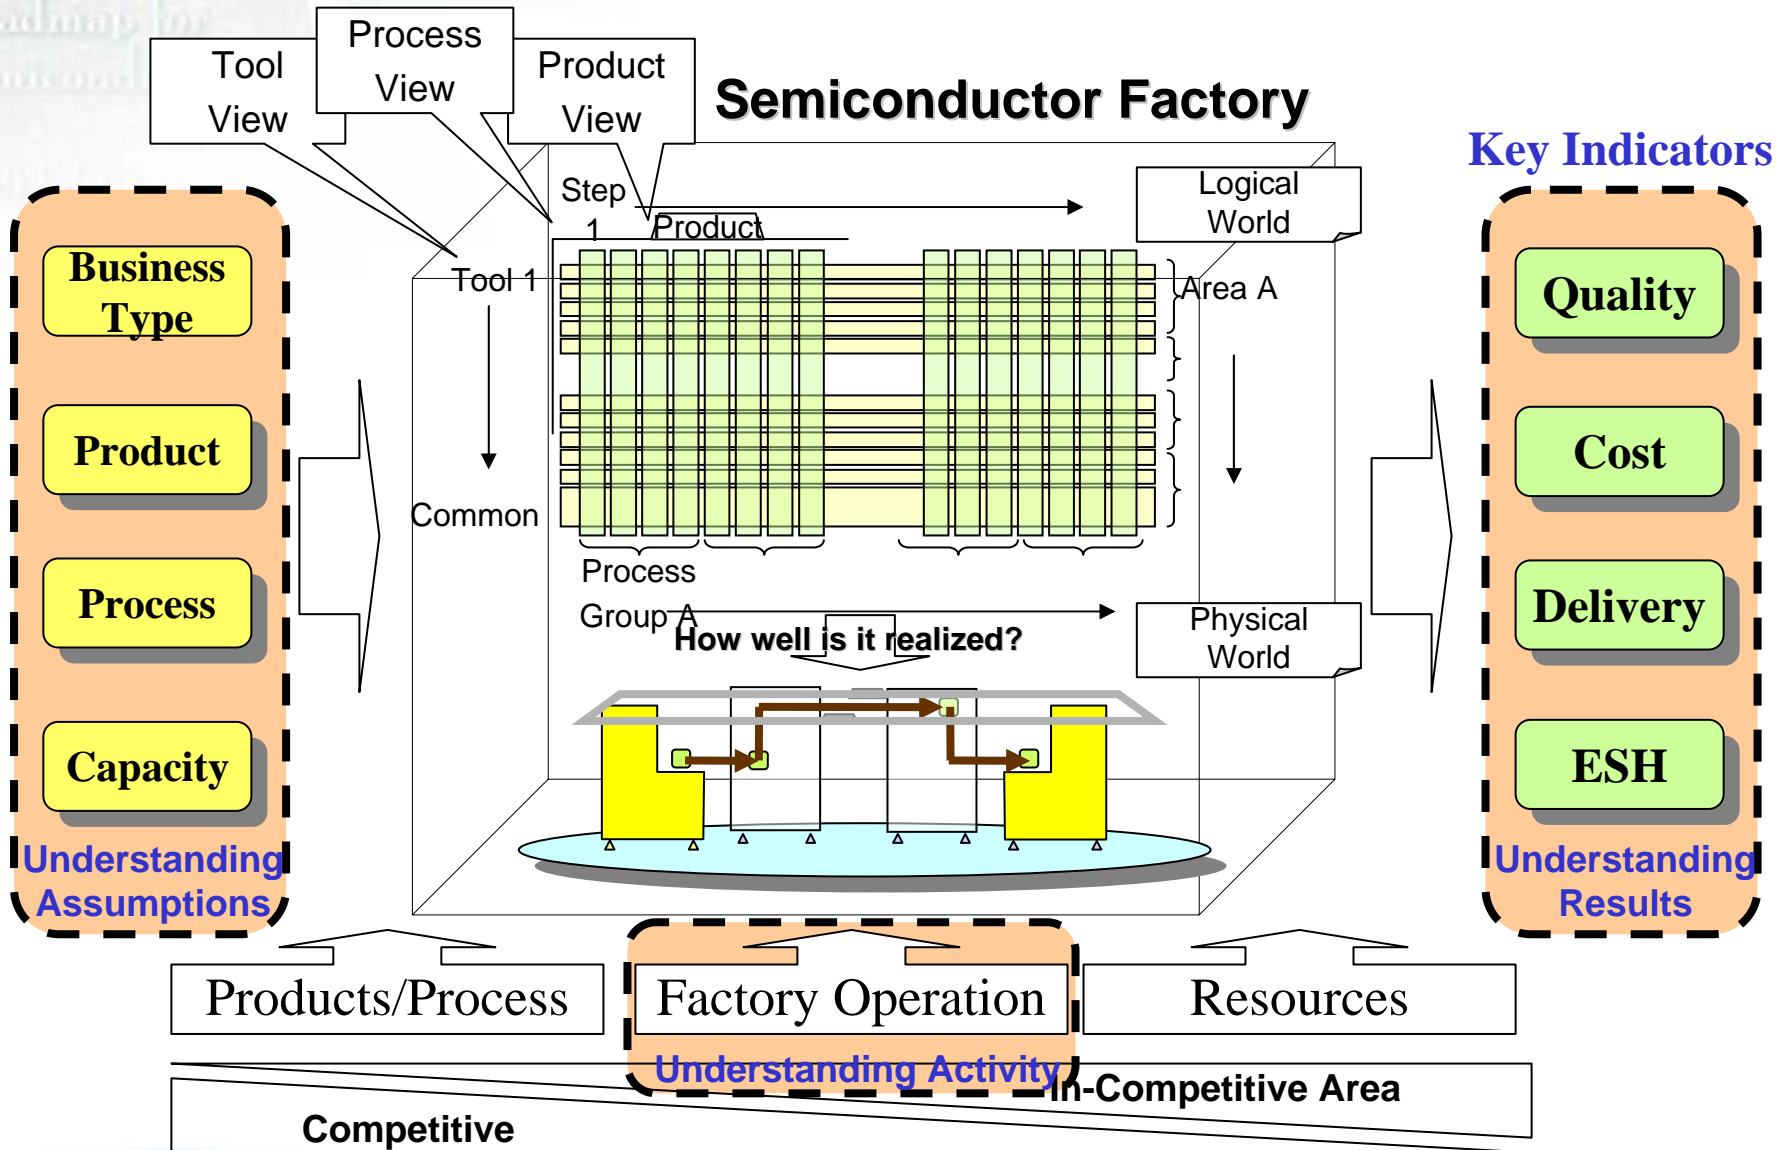 Tool
View
Process
View
Product
View
Semiconductor Factory
Key Indicators
Business
Type
Product
Process
Capacity
Understanding
Assumptions
Step
1
Product
Tool 1
Common
Logical
World
Area A
Process
Group A
How well is it realized?
Physical
World
Quality
Cost
Delivery
ESH
Understanding
Results
Products/Process
Factory Operation
Resources
Understanding Activity
In-Competitive Area
Competitive